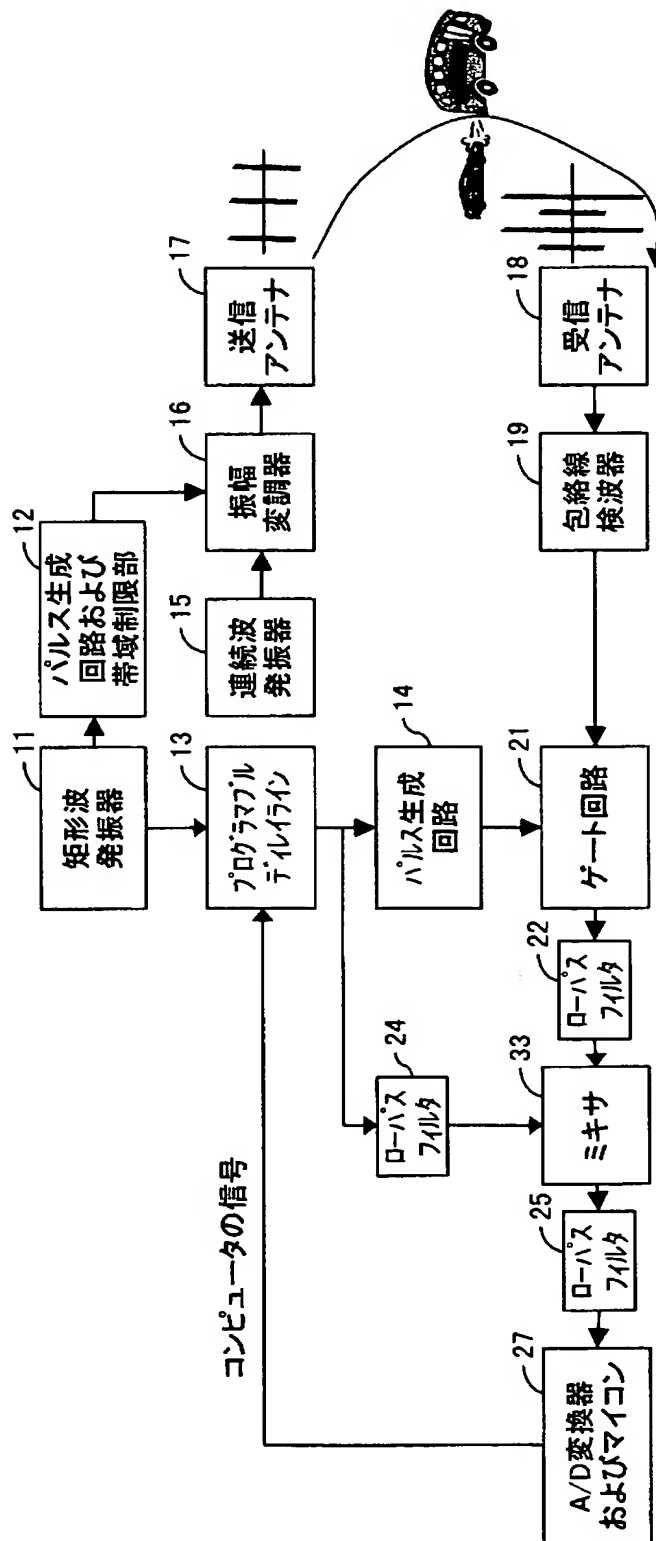 11
矩形波
発振器
12
パルス生成
回路および
帯域制限部
13
プログラマブル
ディレイライン
15
連続波
発振器
16
振幅
変調器
17
送信
アンテナ
14
パルス生成
回路
コンピュータの信号
24
ローパス
フィルタ
27
A/D変換器
およびマイコン
25
ローパス
フィルタ
33
ミキサ
22
ローパス
フィルタ
21
ゲート回路
19
包絡線
検波器
18
受信
アンテナ